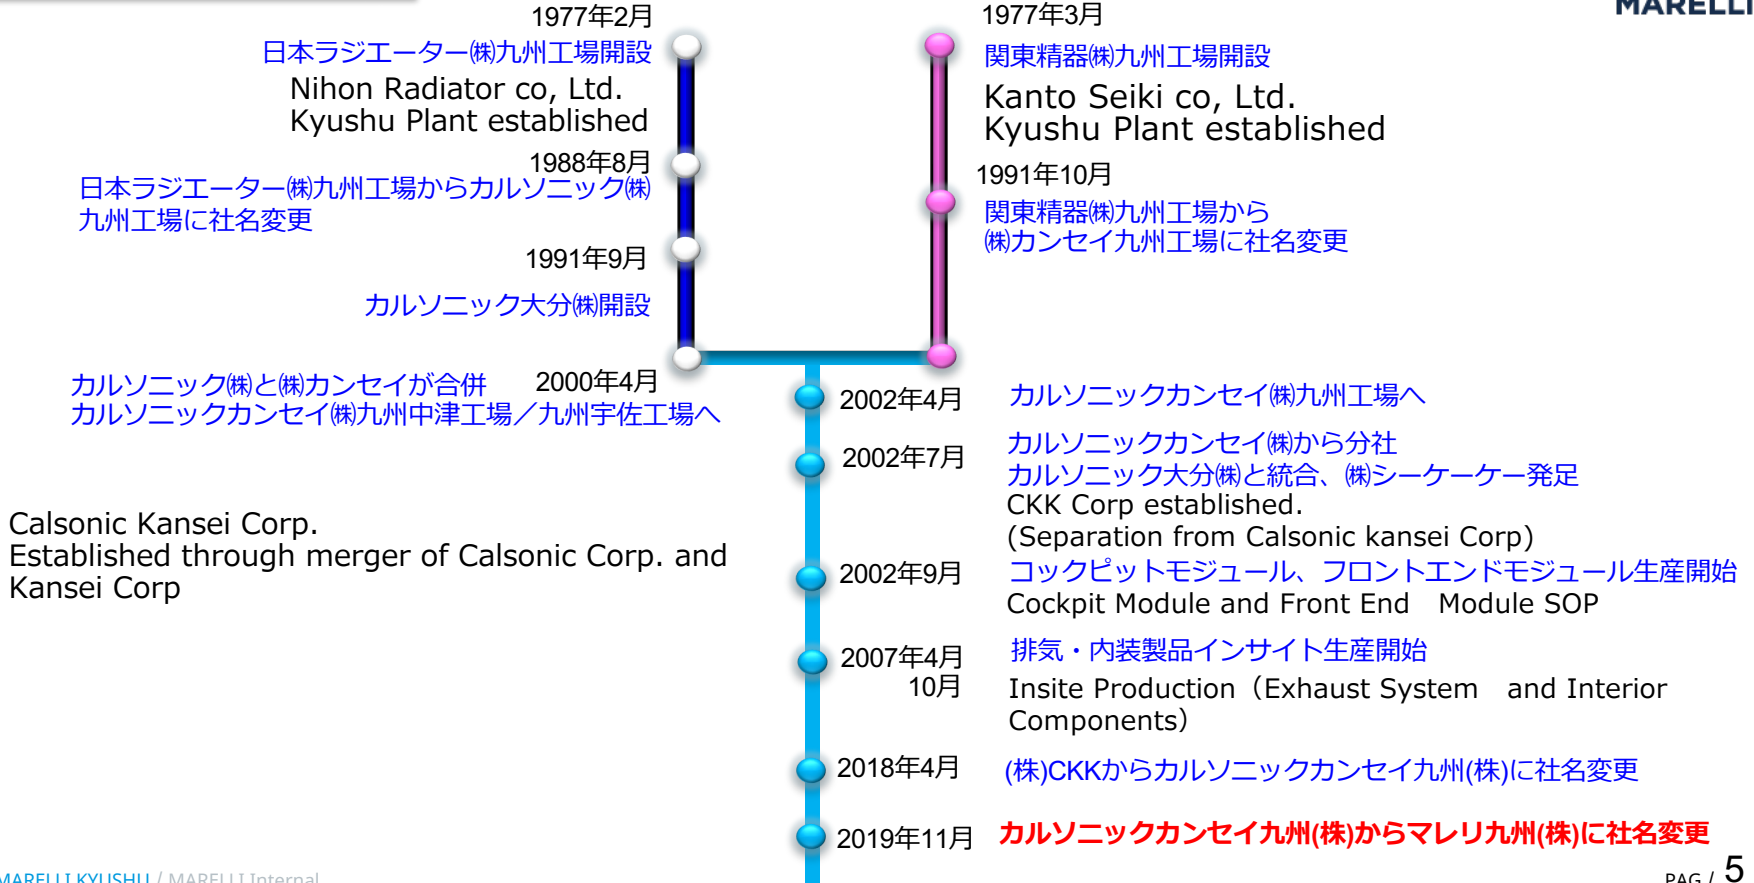 MARELLI
1977年2月
日本ラジエーター㈱九州工場開設
Nihon Radiator co, Ltd.
Kyushu Plant established
1988年8月
日本ラジエーター㈱九州工場からカルソニック㈱
九州工場に社名変更
1991年9月
カルソニック大分㈱開設
1977年3月
関東精器㈱九州工場開設
Kanto Seiki co, Ltd.
Kyushu Plant established
1991年10月
関東精器㈱九州工場から
㈱カンセイ九州工場に社名変更
カルソニック㈱と㈱カンセイが合併 2000年4月
カルソニックカンセイ㈱九州中津工場／九州宇佐工場へ
Calsonic Kansei Corp.
Established through merger of Calsonic Corp. and
Kansei Corp
2002年4月 カルソニックカンセイ㈱九州工場へ
2002年7月 カルソニックカンセイ㈱から分社
カルソニック大分㈱と統合、㈱シーケーケー発足
CKK Corp established.
(Separation from Calsonic kansei Corp)
2002年9月 コックピットモジュール、フロントエンドモジュール生産開始
Cockpit Module and Front End　Module SOP
2007年4月 排気・内装製品インサイト生産開始
10月 Insite Production（Exhaust System　and Interior
Components）
2018年4月 (株)CKKからカルソニックカンセイ九州(株)に社名変更
2019年11月 カルソニックカンセイ九州(株)からマレリ九州(株)に社名変更
MARELLI KYUSHU / MARELLI Internal
PAG / 5